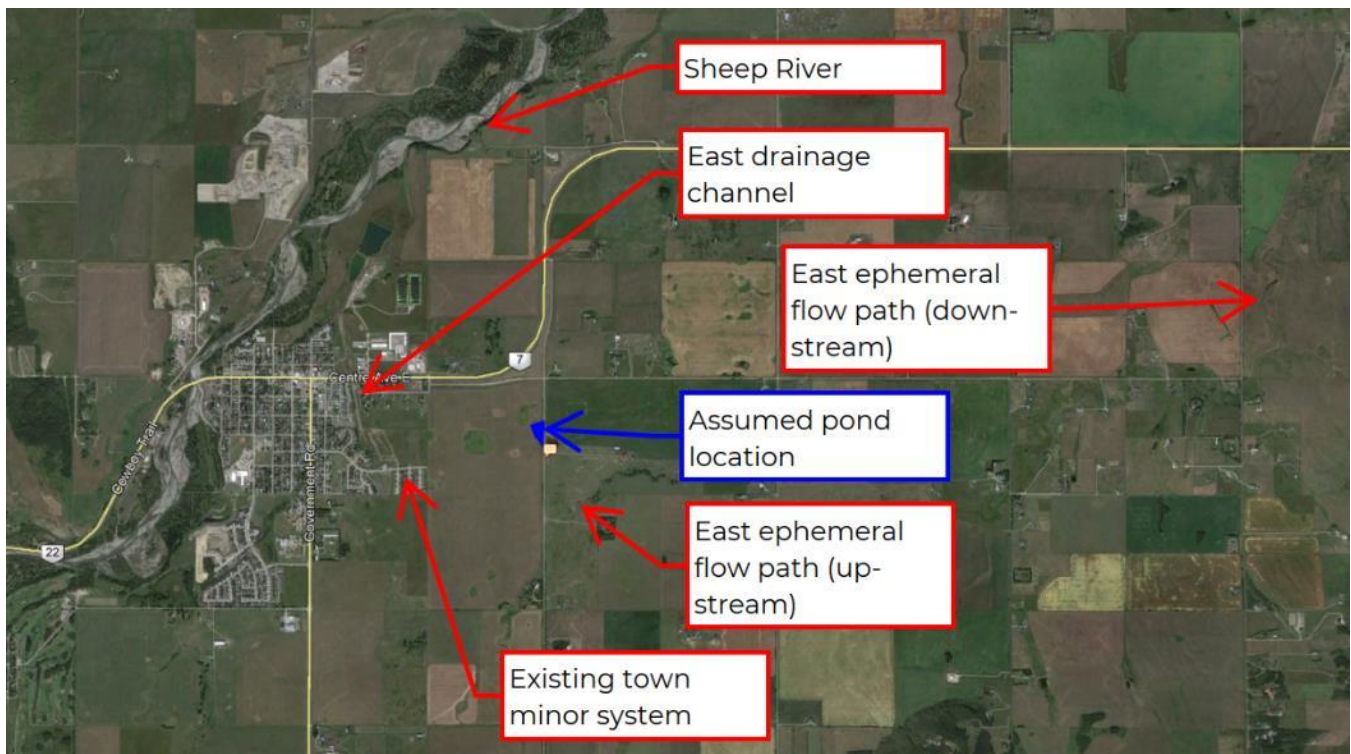 Sheep River
East drainage
channel
East ephemeral
flow path (down-
stream)
7
Centre Ave E
Assumed pond
location
Cowboy Trail
Government Rd
22
East ephemeral
flow path (up-
stream)
Existing town
minor system